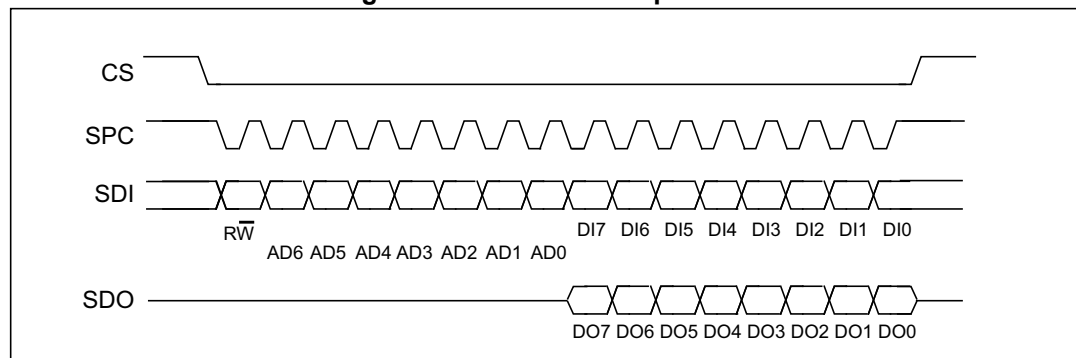 CS
SPC
SDI
RW̅ DI7 DI6 DI5 DI4 DI3 DI2 DI1 DI0
AD6 AD5 AD4 AD3 AD2 AD1 AD0
SDO
DO7 DO6 DO5 DO4 DO3 DO2 DO1 DO0